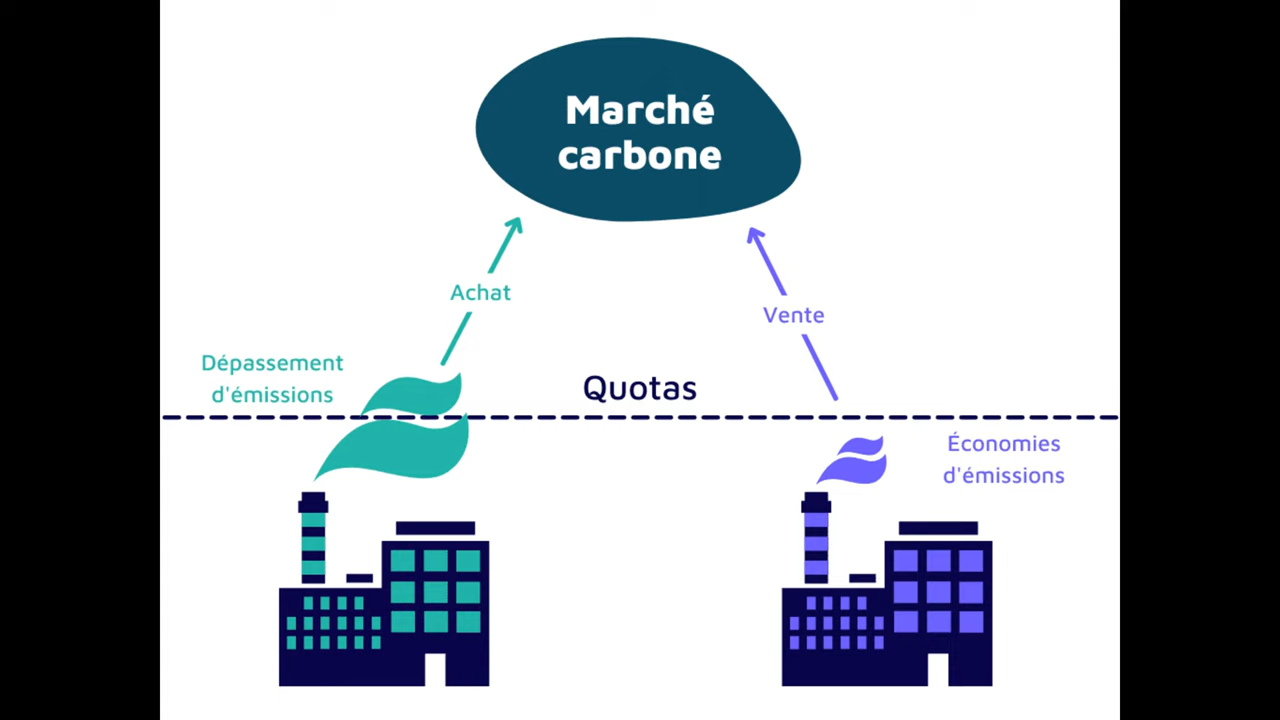 Marché
carbone
Achat
Vente
Dépassement
d'émissions
Quotas
Économies
d'émissions